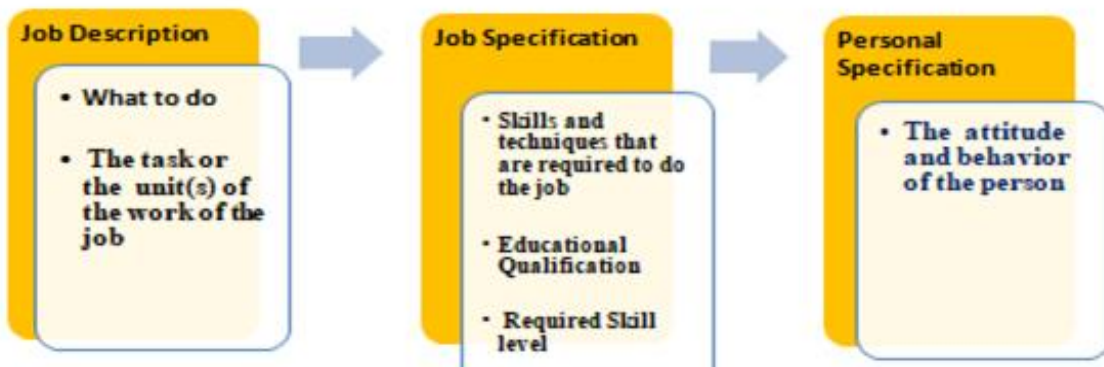 Job Description
• What to do
• The task or
the unit(s) of
the work of the
job
Job Specification
• Skills and
techniques that
are required to do
the job
• Educational
Qualification
• Required Skill
level
Personal
Specification
• The attitude
and behavior
of the person